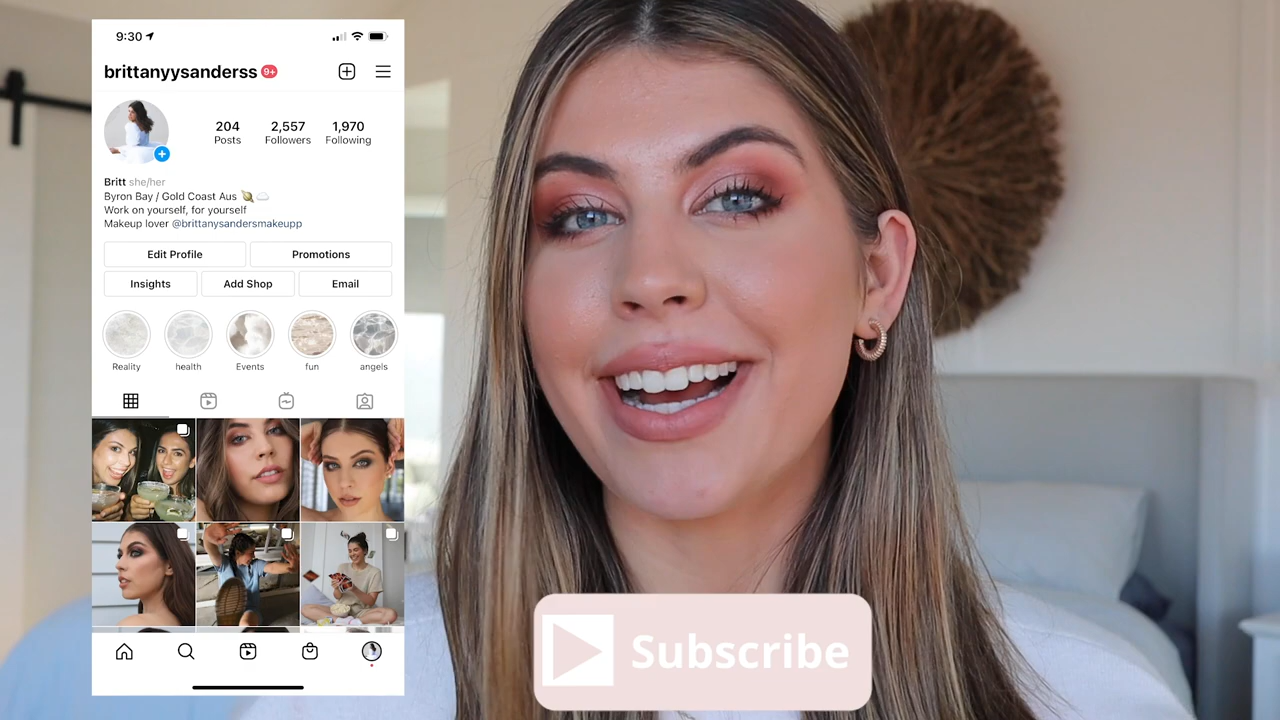 9:30
brittanyysanderss 9+
204 2,557 1,970
Posts Followers Following
Britt she/her
Byron Bay / Gold Coast Aus
Work on yourself, for yourself
Makeup lover @brittanysandersmakeupp
Edit Profile Promotions
Insights Add Shop Email
Reality health Events fun angels
Subscribe